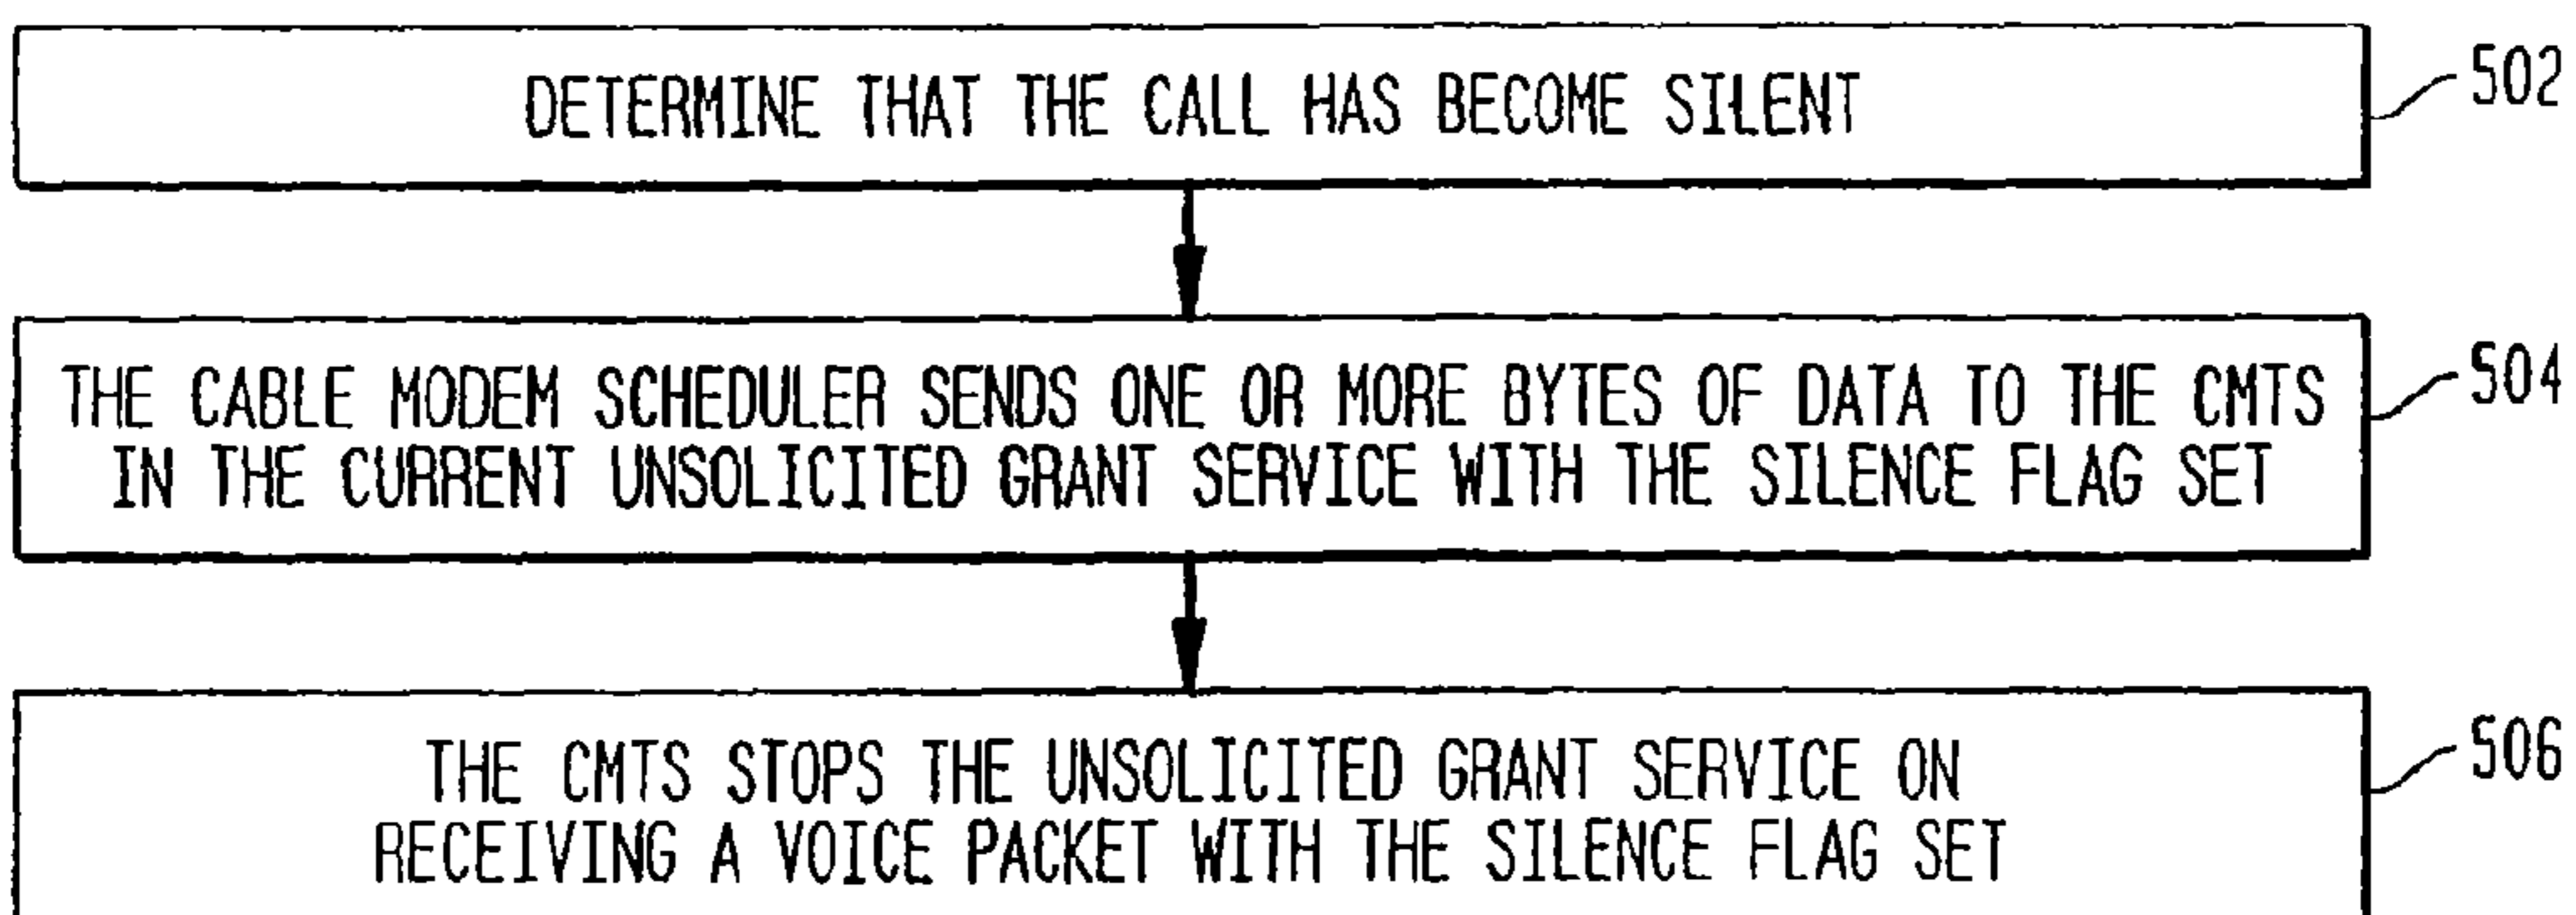 DETERMINE THAT THE CALL HAS BECOME SILENT
502
THE CABLE MODEM SCHEDULER SENDS ONE OR MORE BYTES OF DATA TO THE CMTS
IN THE CURRENT UNSOLICITED GRANT SERVICE WITH THE SILENCE FLAG SET
504
THE CMTS STOPS THE UNSOLICITED GRANT SERVICE ON
RECEIVING A VOICE PACKET WITH THE SILENCE FLAG SET
506